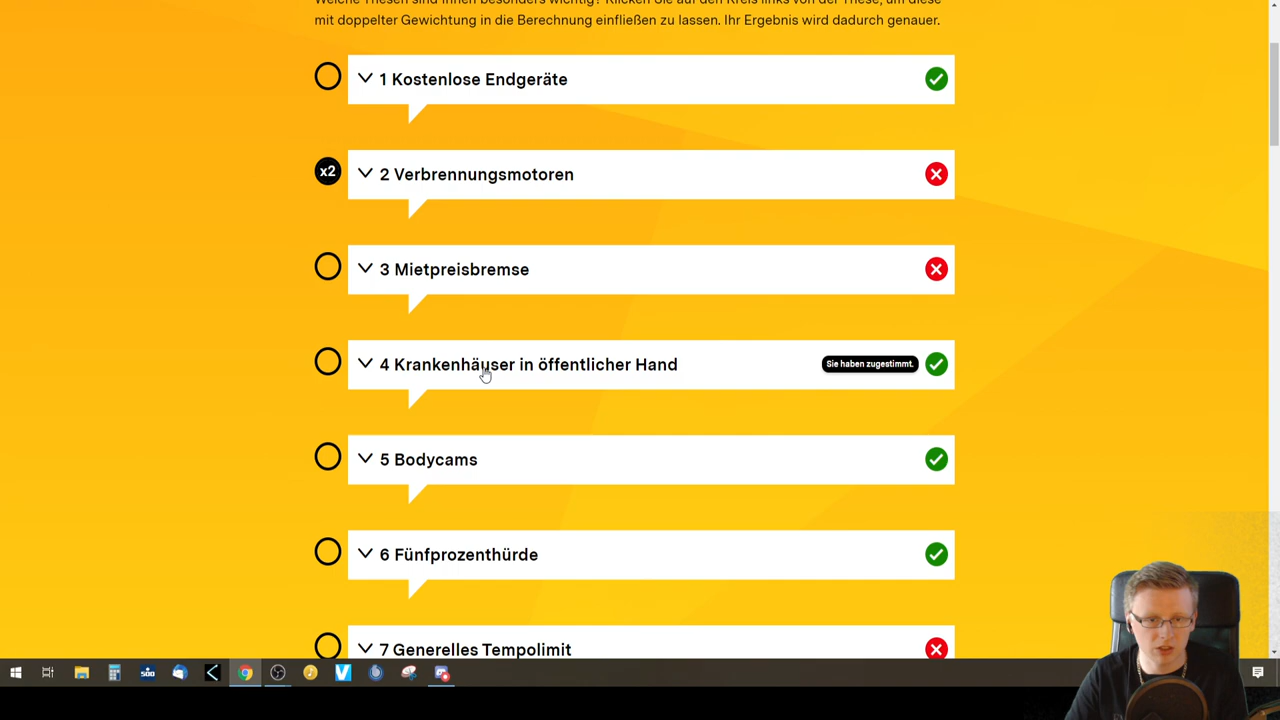 Welche Thesen sind Ihnen besonders wichtig? Klicken Sie auf den Kreis links von der These, um diese
mit doppelter Gewichtung in die Berechnung einfließen zu lassen. Ihr Ergebnis wird dadurch genauer.
1 Kostenlose Endgeräte
x2
2 Verbrennungsmotoren
3 Mietpreisbremse
4 Krankenhäuser in öffentlicher Hand
Sie haben zugestimmt.
5 Bodycams
6 Fünfprozenthürde
7 Generelles Tempolimit
500